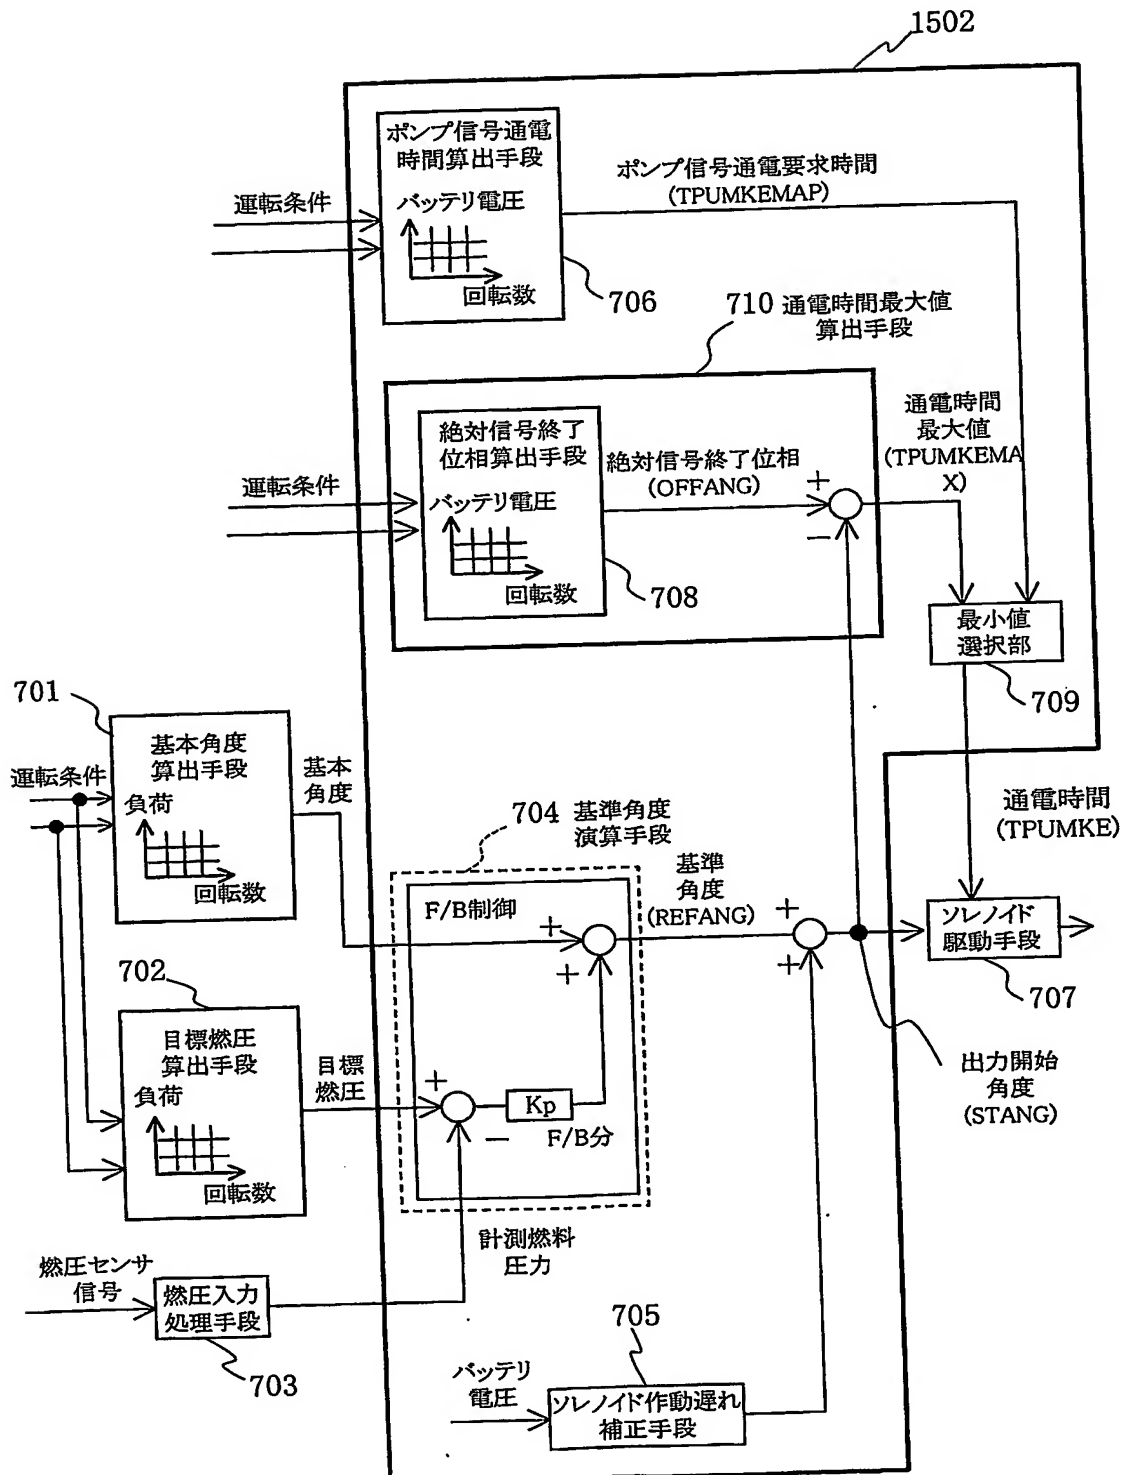 1502
ポンプ信号通電
時間算出手段
バッテリ電圧
回転数
運転条件
706
ポンプ信号通電要求時間
(TPUMKEMAP)
710 通電時間最大値
算出手段
絶対信号終了
位相算出手段
バッテリ電圧
回転数
運転条件
708
絶対信号終了位相
(OFFANG)
+
−
通電時間
最大値
(TPUMKEMA
X)
最小値
選択部
709
701
基本角度
算出手段
負荷
回転数
運転条件
基本
角度
通電時間
(TPUMKE)
704 基準角度
演算手段
F/B制御
+
+
基準
角度
(REFANG)
+
+
ソレノイド
駆動手段
707
702
目標燃圧
算出手段
負荷
回転数
目標
燃圧
+
−
Kp
F/B分
出力開始
角度
(STANG)
計測燃料
圧力
燃圧センサ
信号
燃圧入力
処理手段
703
705
バッテリ
電圧
ソレノイド作動遅れ
補正手段